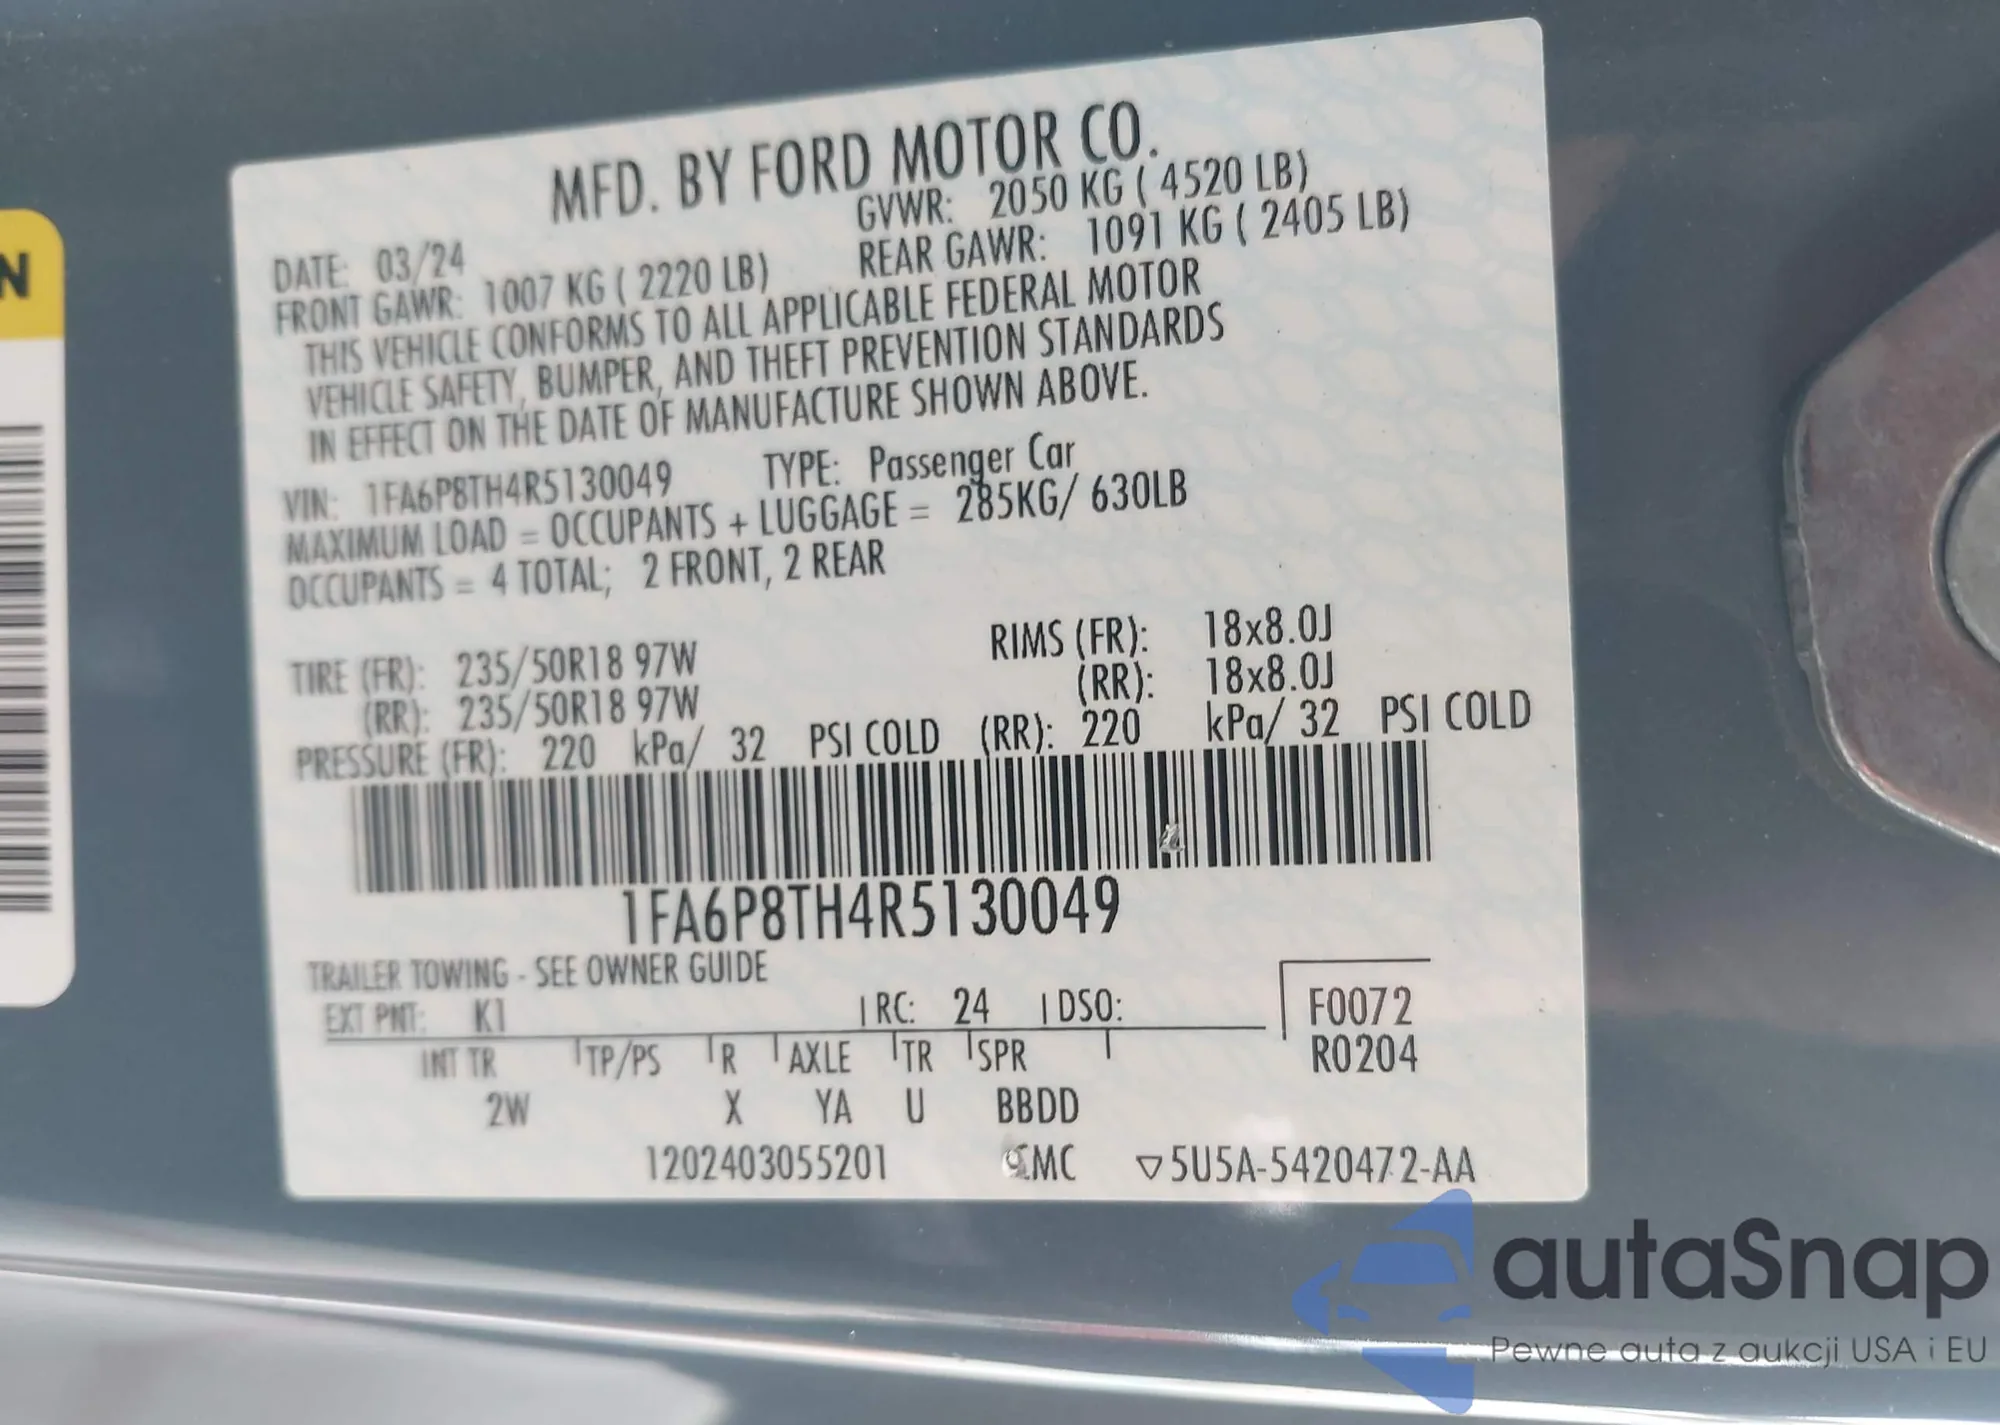 MFD. BY FORD MOTOR CO.
DATE: 03/24 GVWR: 2050 KG ( 4520 LB)
FRONT GAWR: 1007 KG ( 2220 LB) REAR GAWR: 1091 KG ( 2405 LB)
THIS VEHICLE CONFORMS TO ALL APPLICABLE FEDERAL MOTOR
VEHICLE SAFETY, BUMPER, AND THEFT PREVENTION STANDARDS
IN EFFECT ON THE DATE OF MANUFACTURE SHOWN ABOVE.
VIN: 1FA6P8TH4R5130049 TYPE: Passenger Car
MAXIMUM LOAD = OCCUPANTS + LUGGAGE = 285KG/ 630LB
OCCUPANTS = 4 TOTAL; 2 FRONT, 2 REAR
TIRE (FR): 235/50R18 97W RIMS (FR): 18x8.0J
(RR): 235/50R18 97W (RR): 18x8.0J
PRESSURE (FR): 220 kPa/ 32 PSI COLD (RR): 220 kPa/ 32 PSI COLD
1FA6P8TH4R5130049
TRAILER TOWING - SEE OWNER GUIDE
EXT PNT: K1 RC: 24 DSO: F0072
INT TR TP/PS R AXLE TR SPR R0204
2W X YA U BBDD
1202403055201 ▽5U5A-5420472-AA
N
autaSnap
Pewne auta z aukcji USA i EU